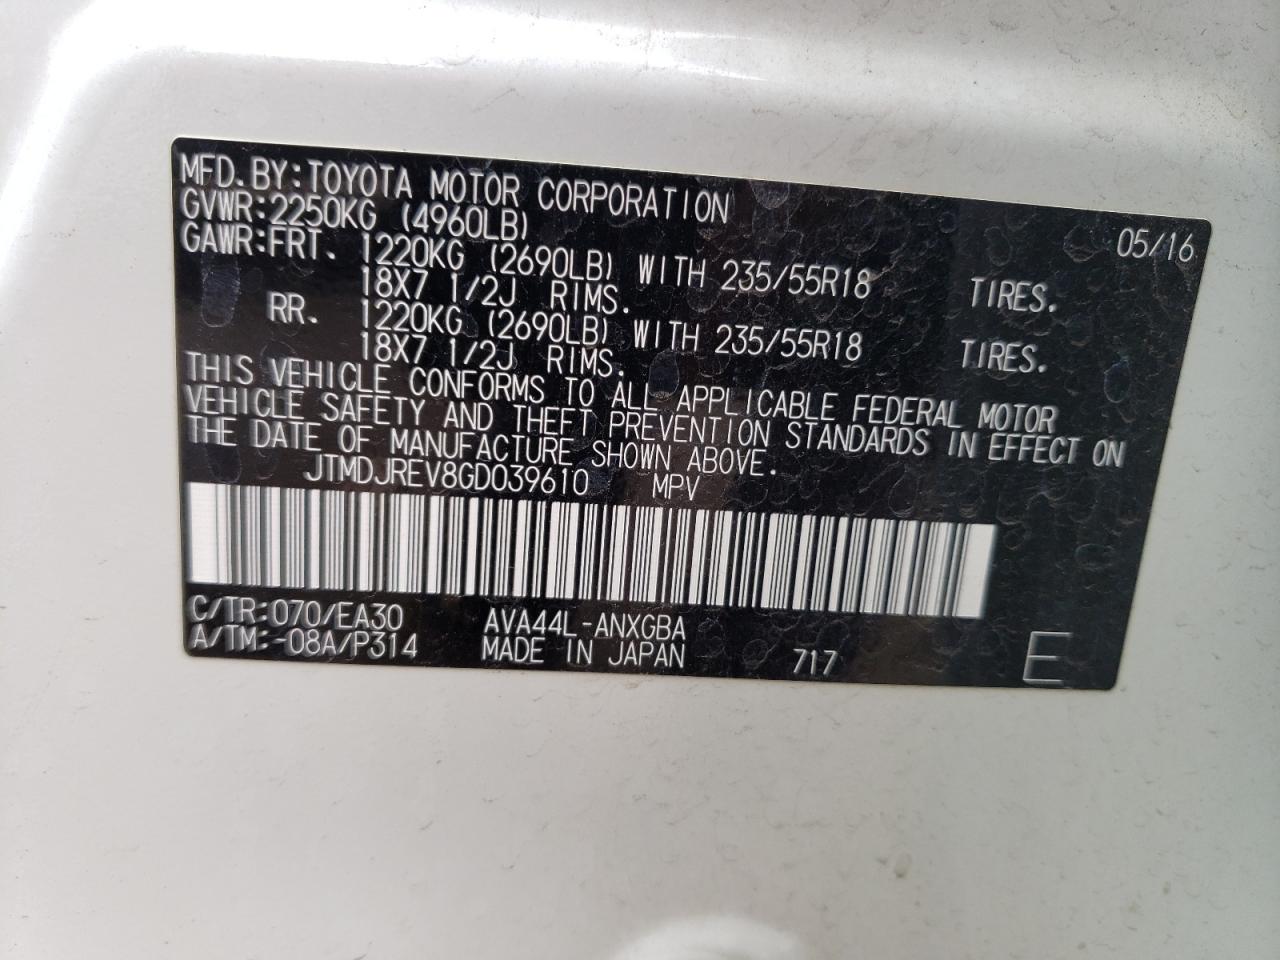 MFD.BY:TOYOTA MOTOR CORPORATION 05/16
GVWR:2250KG (4960LB)
GAWR:FRT. 1220KG (2690LB) WITH 235/55R18 TIRES.
18X7 1/2J RIMS.
RR. 1220KG (2690LB) WITH 235/55R18 TIRES.
18X7 1/2J RIMS.
THIS VEHICLE CONFORMS TO ALL APPLICABLE FEDERAL MOTOR
VEHICLE SAFETY AND THEFT PREVENTION STANDARDS IN EFFECT ON
THE DATE OF MANUFACTURE SHOWN ABOVE.
JTMDJREV8GD039610 MPV
C/TR:070/EA30 AVA44L-ANXGBA
A/TM:-08A/P314 MADE IN JAPAN 717 E